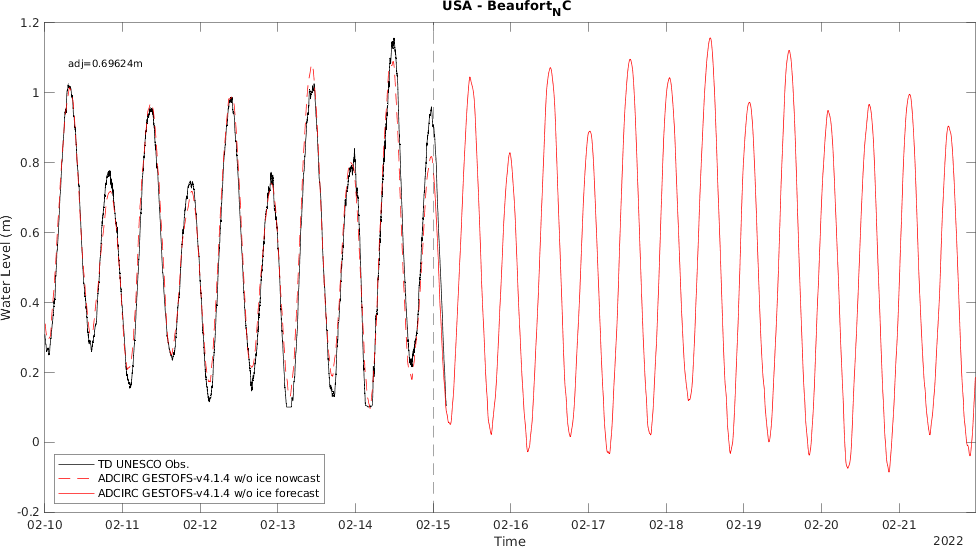 USA - Beaufort_NC
adj=0.69624m
1.2
1
0.8
0.6
0.4
0.2
0
-0.2
Water Level (m)
TD UNESCO Obs.
ADCIRC GESTOFS-v4.1.4 w/o ice nowcast
ADCIRC GESTOFS-v4.1.4 w/o ice forecast
02-10 02-11 02-12 02-13 02-14 02-15 02-16 02-17 02-18 02-19 02-20 02-21
Time
2022